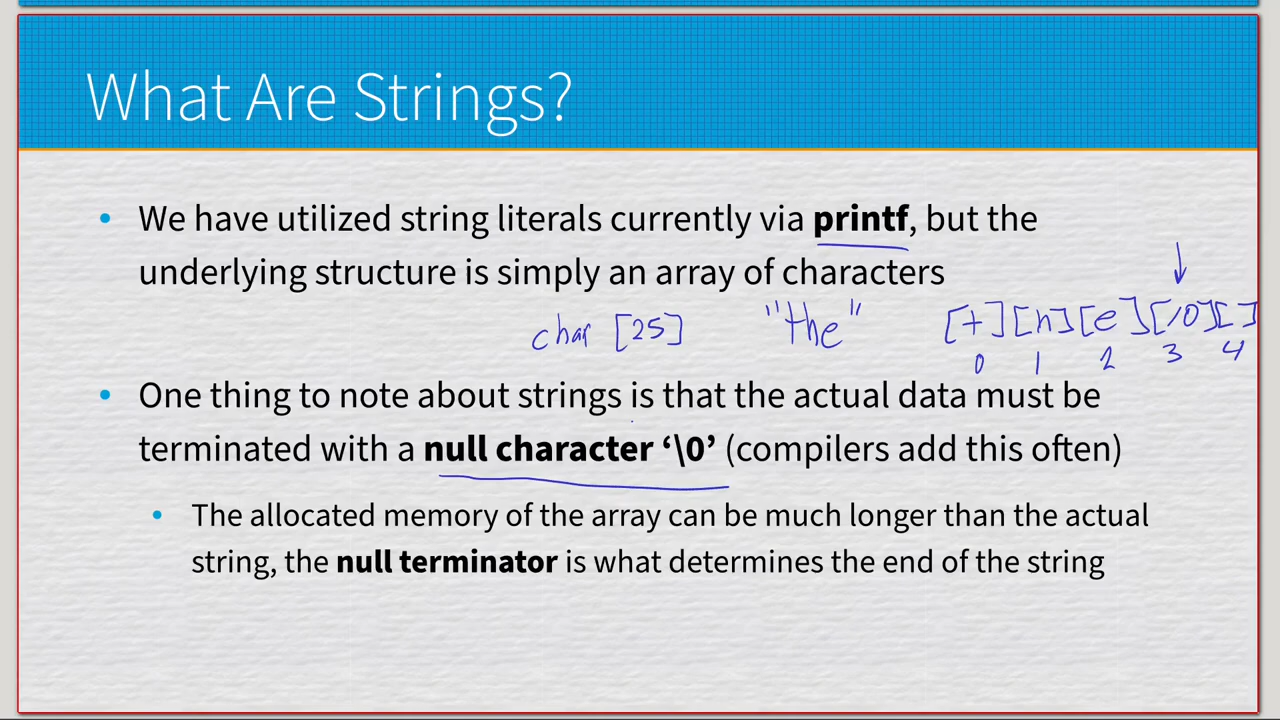 What Are Strings?
• We have utilized string literals currently via printf, but the
underlying structure is simply an array of characters
char [25] "the" [t][h][e][\0][ ]
0 1 2 3 4
• One thing to note about strings is that the actual data must be
terminated with a null character ‘\0’ (compilers add this often)
• The allocated memory of the array can be much longer than the actual
string, the null terminator is what determines the end of the string